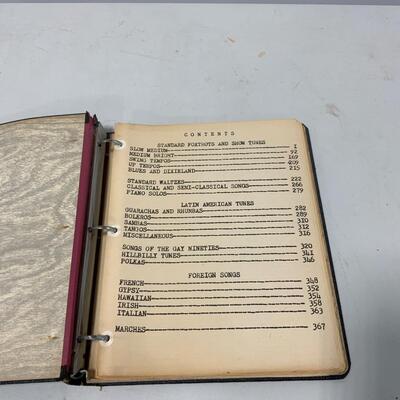 CONTENTS
STANDARD FOXTROTS AND SHOW TUNES
SLOW MEDIUM-------------------1
MEDIUM BRIGHT-------------------92
SWING TEMPOS-------------------169
UP TEMPOS-------------------209
BLUES AND DIXIELAND-------------------215
STANDARD WALTZES-------------------222
CLASSICAL AND SEMI-CLASSICAL SONGS-------------------266
PIANO SOLOS-------------------279
LATIN AMERICAN TUNES
GUARACHAS AND RHUMBAS-------------------282
BOLEROS-------------------289
SAMBAS-------------------310
TANGOS-------------------312
MISCELLANEOUS-------------------316
SONGS OF THE GAY NINETIES-------------------320
HILLBILLY TUNES-------------------341
POLKAS-------------------346
FOREIGN SONGS
FRENCH-------------------348
GYPSY-------------------352
HAWAIIAN-------------------354
IRISH-------------------358
ITALIAN-------------------363
MARCHES-------------------367